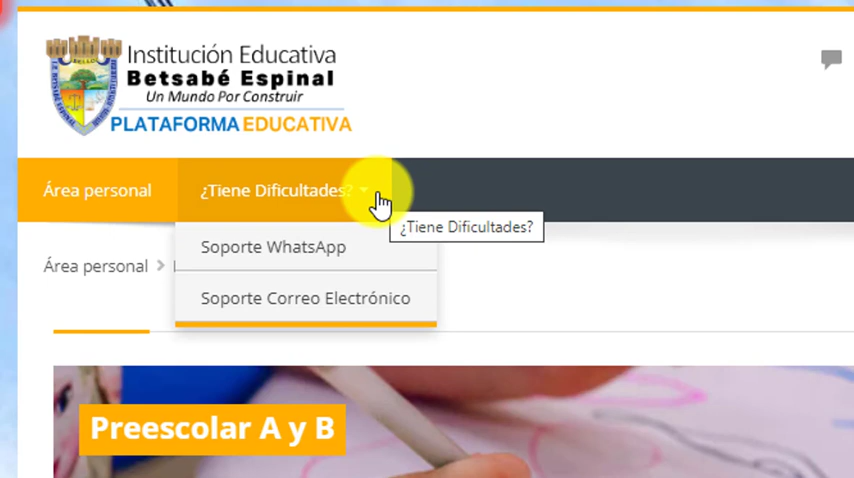 Institución Educativa
Betsabé Espinal
Un Mundo Por Construir
PLATAFORMA EDUCATIVA
Área personal
¿Tiene Dificultades?
¿Tiene Dificultades?
Soporte WhatsApp
Área personal
Soporte Correo Electrónico
Preescolar A y B